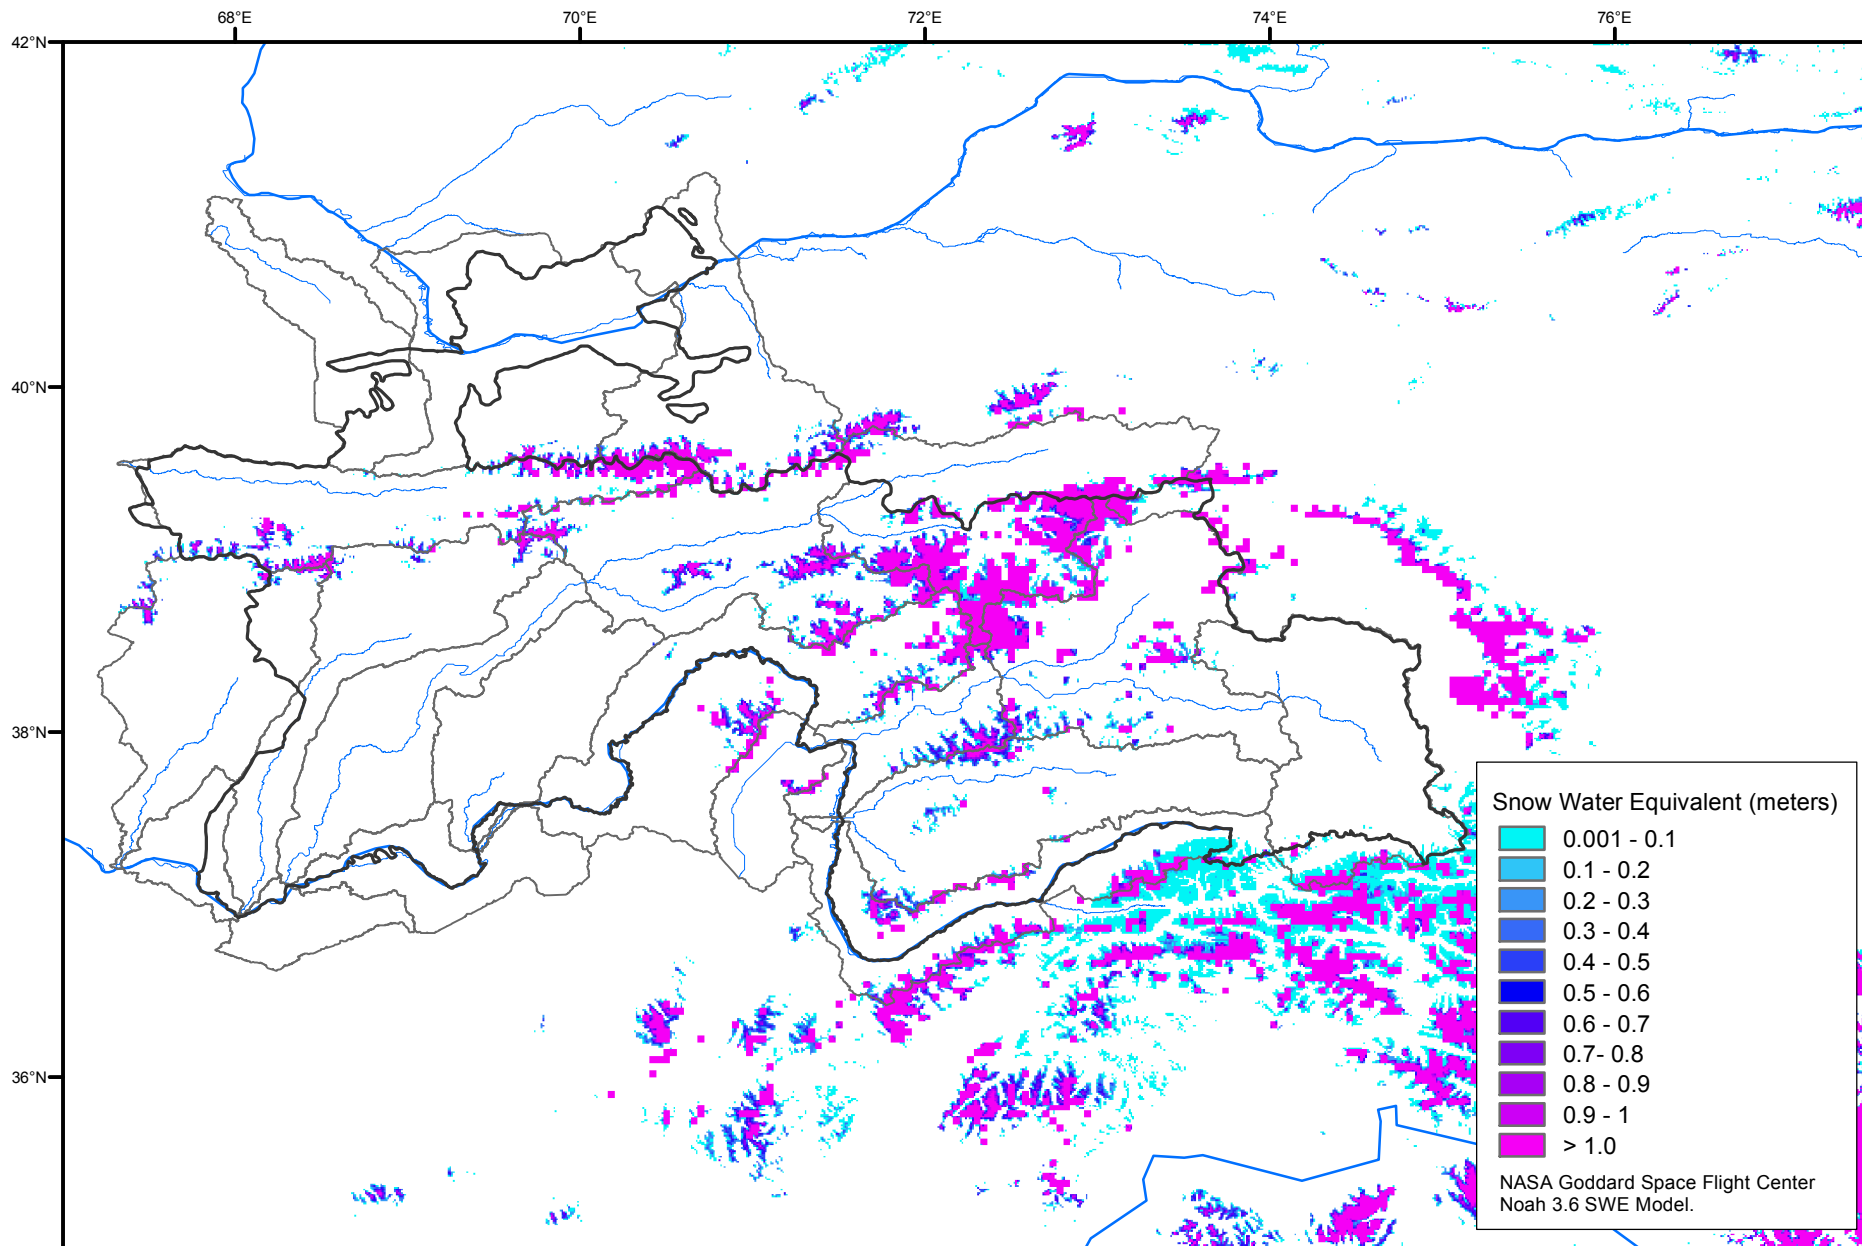 68°E
70°E
72°E
74°E
76°E
42°N
40°N
38°N
36°N
Snow Water Equivalent (meters)
0.001 - 0.1
0.1 - 0.2
0.2 - 0.3
0.3 - 0.4
0.4 - 0.5
0.5 - 0.6
0.6 - 0.7
0.7- 0.8
0.8 - 0.9
0.9 - 1
> 1.0
NASA Goddard Space Flight Center
Noah 3.6 SWE Model.